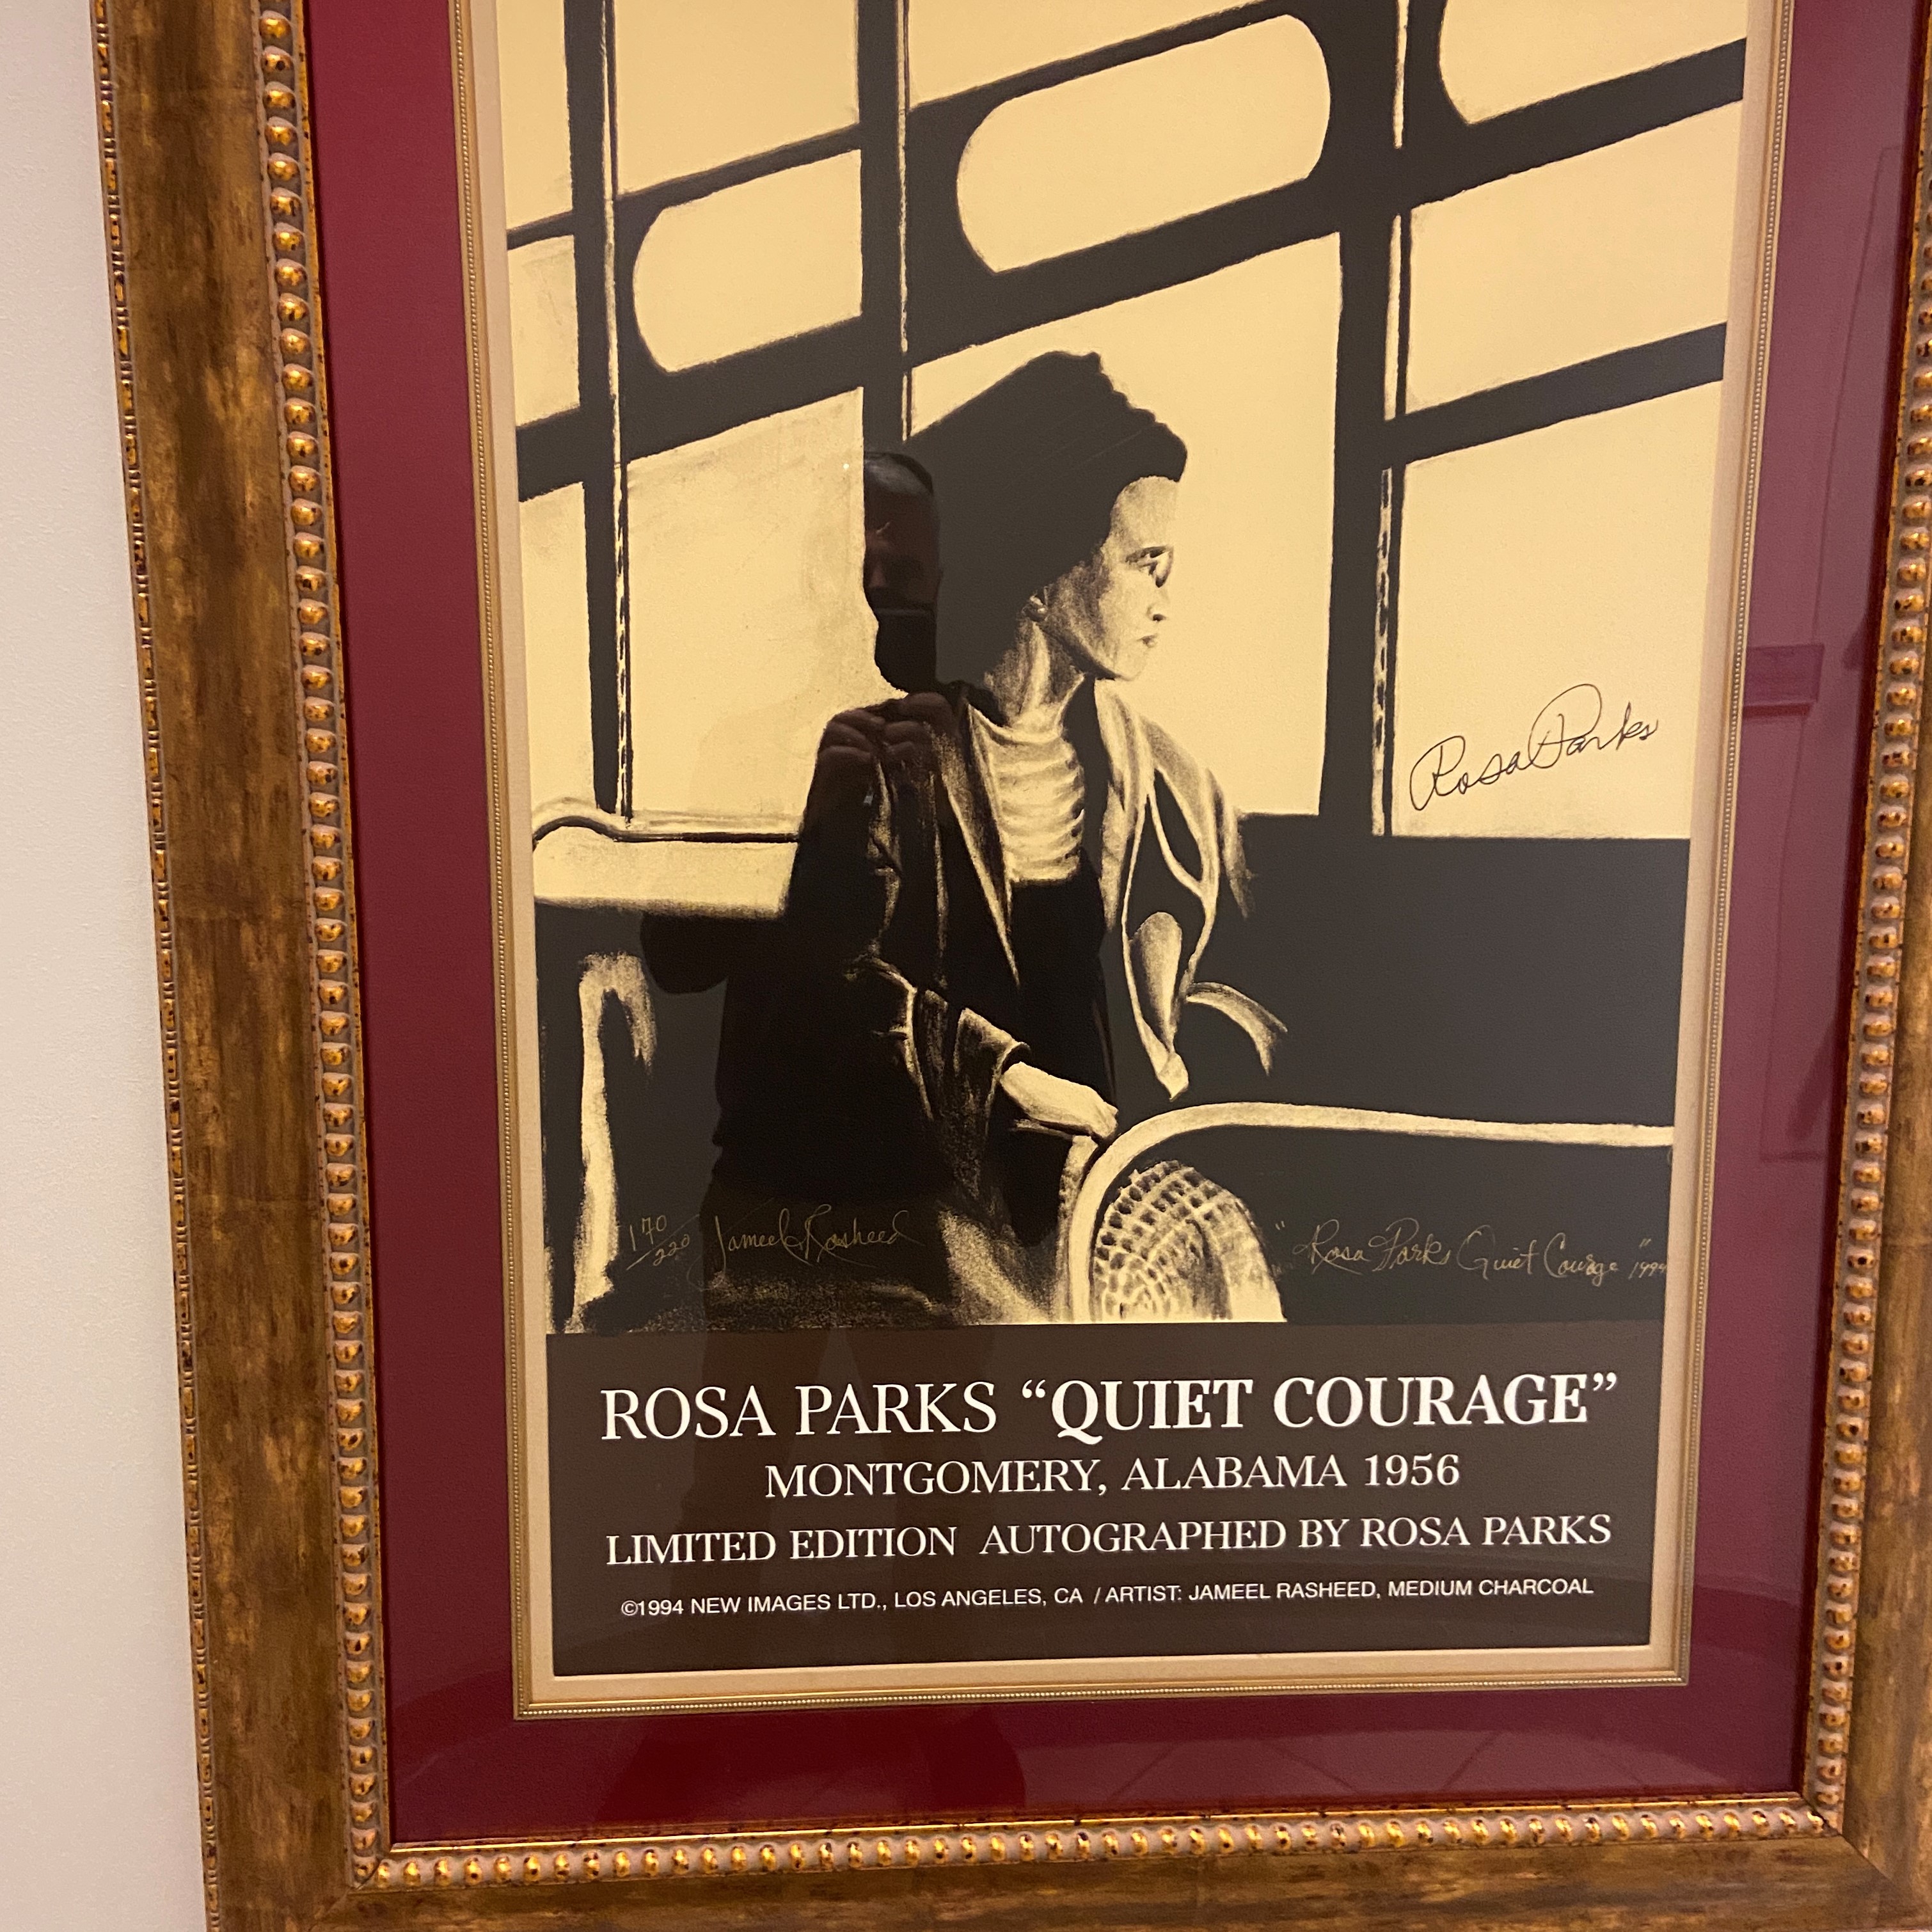 Rosa Parks
170/220 Jameel Rasheed
"Rosa Parks Quiet Courage" 1994
ROSA PARKS “QUIET COURAGE”
MONTGOMERY, ALABAMA 1956
LIMITED EDITION AUTOGRAPHED BY ROSA PARKS
©1994 NEW IMAGES LTD., LOS ANGELES, CA / ARTIST: JAMEEL RASHEED, MEDIUM CHARCOAL